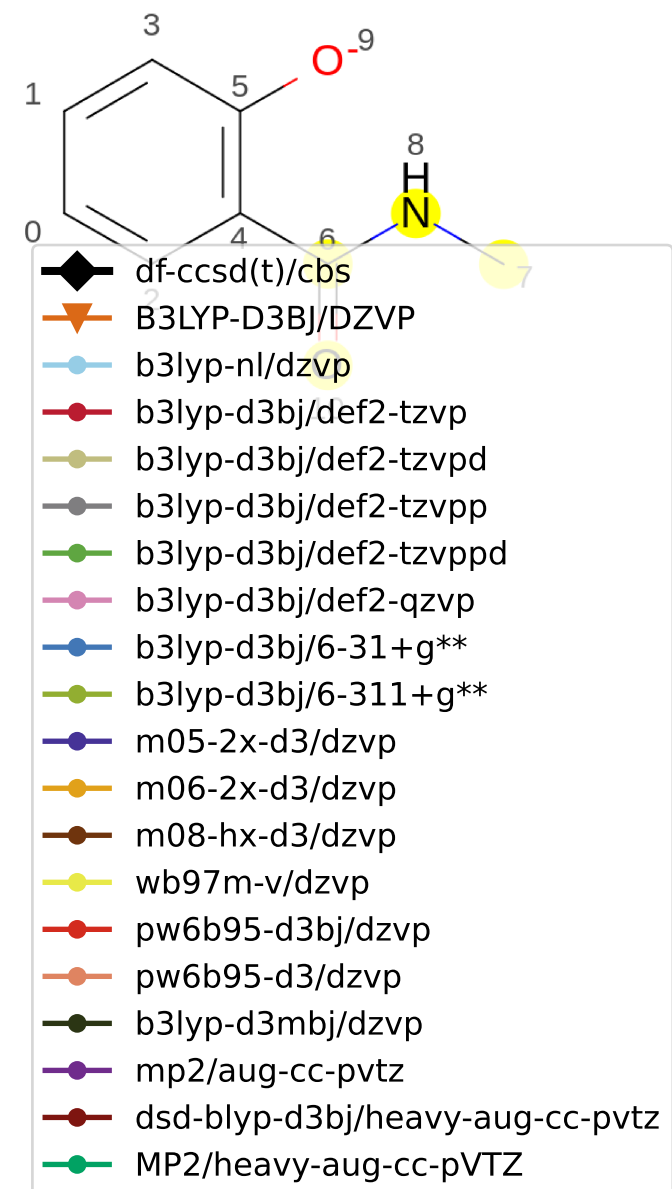 3
O-9
1
5
8
H
N
0
4
6
7
2
O
df-ccsd(t)/cbs
B3LYP-D3BJ/DZVP
b3lyp-nl/dzvp
b3lyp-d3bj/def2-tzvp
b3lyp-d3bj/def2-tzvpd
b3lyp-d3bj/def2-tzvpp
b3lyp-d3bj/def2-tzvppd
b3lyp-d3bj/def2-qzvp
b3lyp-d3bj/6-31+g**
b3lyp-d3bj/6-311+g**
m05-2x-d3/dzvp
m06-2x-d3/dzvp
m08-hx-d3/dzvp
wb97m-v/dzvp
pw6b95-d3bj/dzvp
pw6b95-d3/dzvp
b3lyp-d3mbj/dzvp
mp2/aug-cc-pvtz
dsd-blyp-d3bj/heavy-aug-cc-pvtz
MP2/heavy-aug-cc-pVTZ